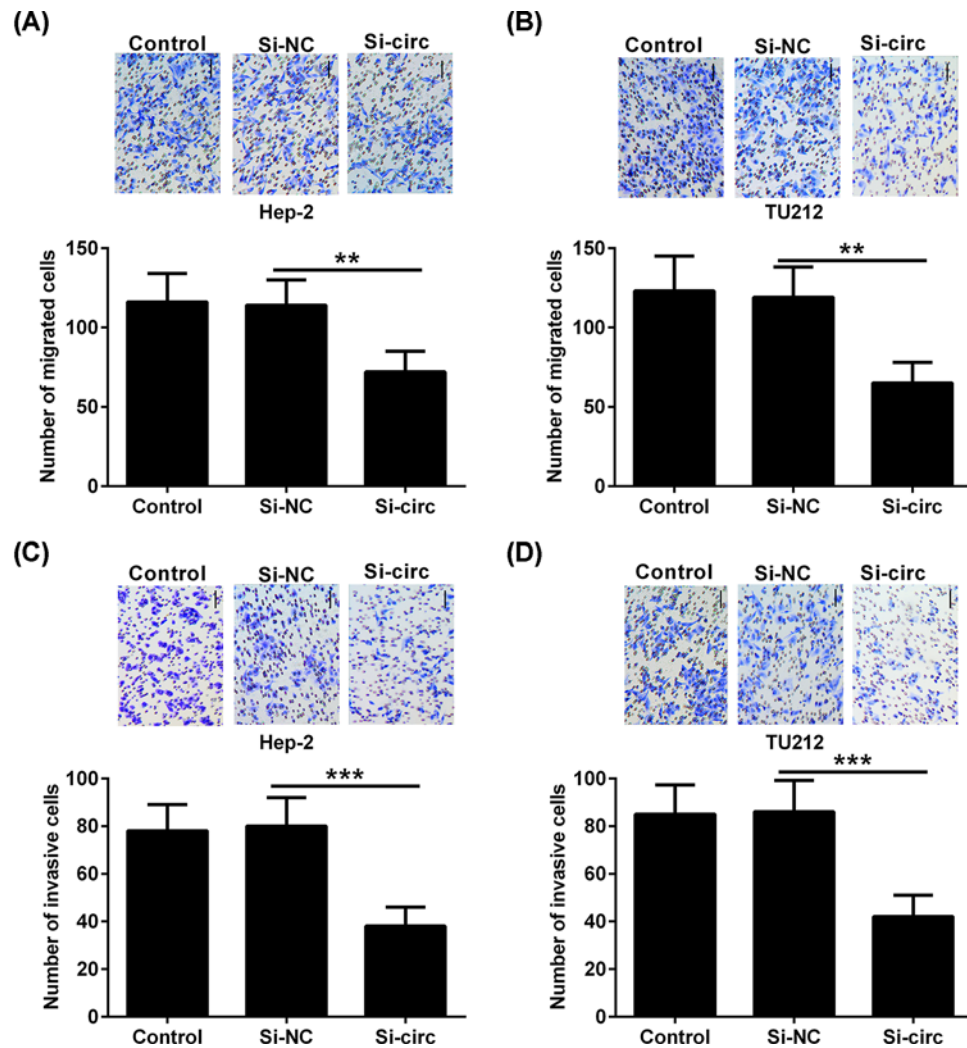 (A)
Control Si-NC Si-circ
Hep-2
Number of migrated cells
150
100
50
0
**
Control Si-NC Si-circ
(B)
Control Si-NC Si-circ
TU212
Number of migrated cells
150
100
50
0
**
Control Si-NC Si-circ
(C)
Control Si-NC Si-circ
Hep-2
Number of invasive cells
100
80
60
40
20
0
***
Control Si-NC Si-circ
(D)
Control Si-NC Si-circ
TU212
Number of invasive cells
100
80
60
40
20
0
***
Control Si-NC Si-circ